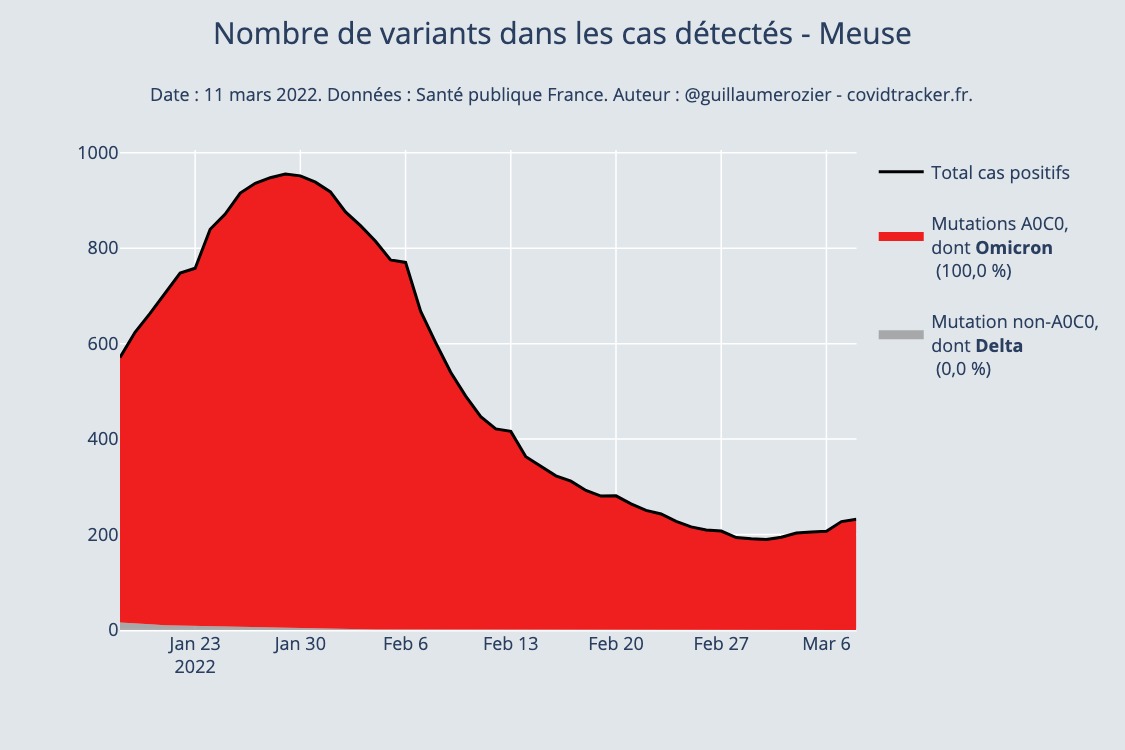 Nombre de variants dans les cas détectés - Meuse
Date : 11 mars 2022. Données : Santé publique France. Auteur : @guillaumerozier - covidtracker.fr.
1000
800
600
400
200
0
Jan 23
2022
Jan 30
Feb 6
Feb 13
Feb 20
Feb 27
Mar 6
Total cas positifs
Mutations A0C0,
dont Omicron
(100,0 %)
Mutation non-A0C0,
dont Delta
(0,0 %)